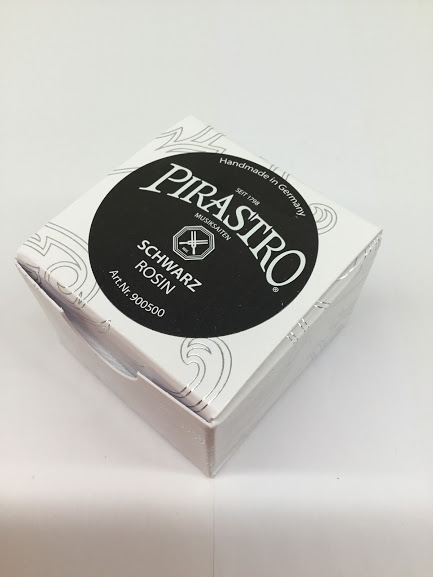 Handmade in Germany
SEIT 1798
PIRASTRO®
MUSIKSAITEN
SCHWARZ
ROSIN
Art.Nr. 900500